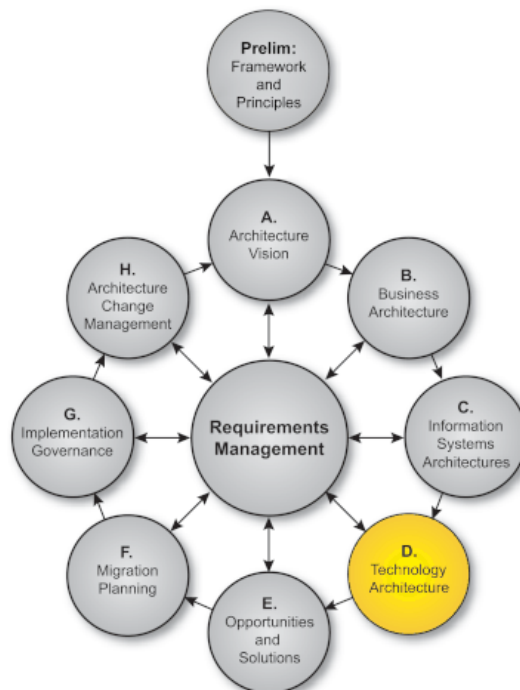 Prelim:
Framework
and
Principles
A.
Architecture
Vision
B.
Business
Architecture
C.
Information
Systems
Architectures
D.
Technology
Architecture
E.
Opportunities
and
Solutions
F.
Migration
Planning
G.
Implementation
Governance
H.
Architecture
Change
Management
Requirements
Management